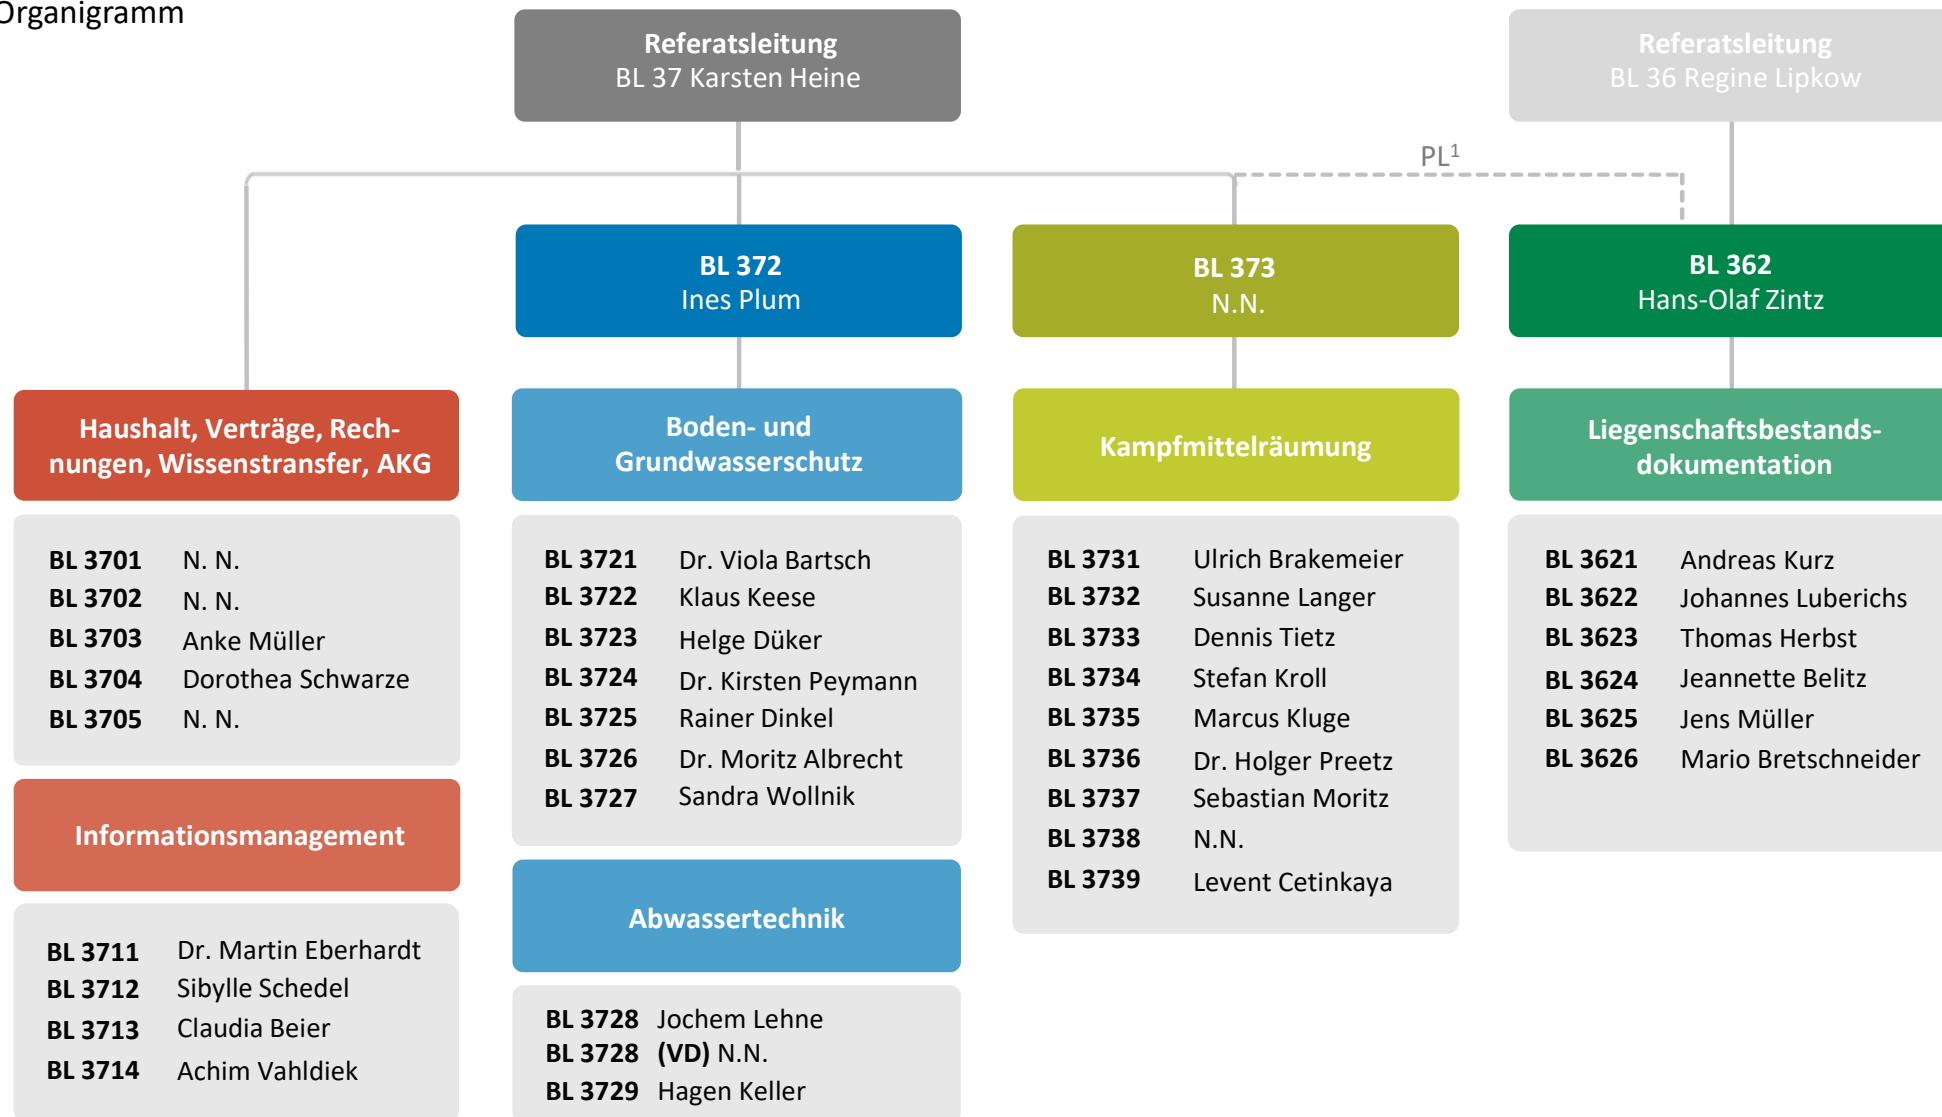 Organigramm
Referatsleitung
BL 37 Karsten Heine
Referatsleitung
BL 36 Regine Lipkow
PL¹
BL 372
Ines Plum
BL 373
N.N.
BL 362
Hans-Olaf Zintz
Haushalt, Verträge, Rech-
nungen, Wissenstransfer, AKG
BL 3701 N. N.
BL 3702 N. N.
BL 3703 Anke Müller
BL 3704 Dorothea Schwarze
BL 3705 N. N.
Informationsmanagement
BL 3711 Dr. Martin Eberhardt
BL 3712 Sibylle Schedel
BL 3713 Claudia Beier
BL 3714 Achim Vahldiek
Boden- und
Grundwasserschutz
BL 3721 Dr. Viola Bartsch
BL 3722 Klaus Keese
BL 3723 Helge Düker
BL 3724 Dr. Kirsten Peymann
BL 3725 Rainer Dinkel
BL 3726 Dr. Moritz Albrecht
BL 3727 Sandra Wollnik
Abwassertechnik
BL 3728 Jochem Lehne
BL 3728 (VD) N.N.
BL 3729 Hagen Keller
Kampfmittelräumung
BL 3731 Ulrich Brakemeier
BL 3732 Susanne Langer
BL 3733 Dennis Tietz
BL 3734 Stefan Kroll
BL 3735 Marcus Kluge
BL 3736 Dr. Holger Preetz
BL 3737 Sebastian Moritz
BL 3738 N.N.
BL 3739 Levent Cetinkaya
Liegenschaftsbestands-
dokumentation
BL 3621 Andreas Kurz
BL 3622 Johannes Luberichs
BL 3623 Thomas Herbst
BL 3624 Jeannette Belitz
BL 3625 Jens Müller
BL 3626 Mario Bretschneider